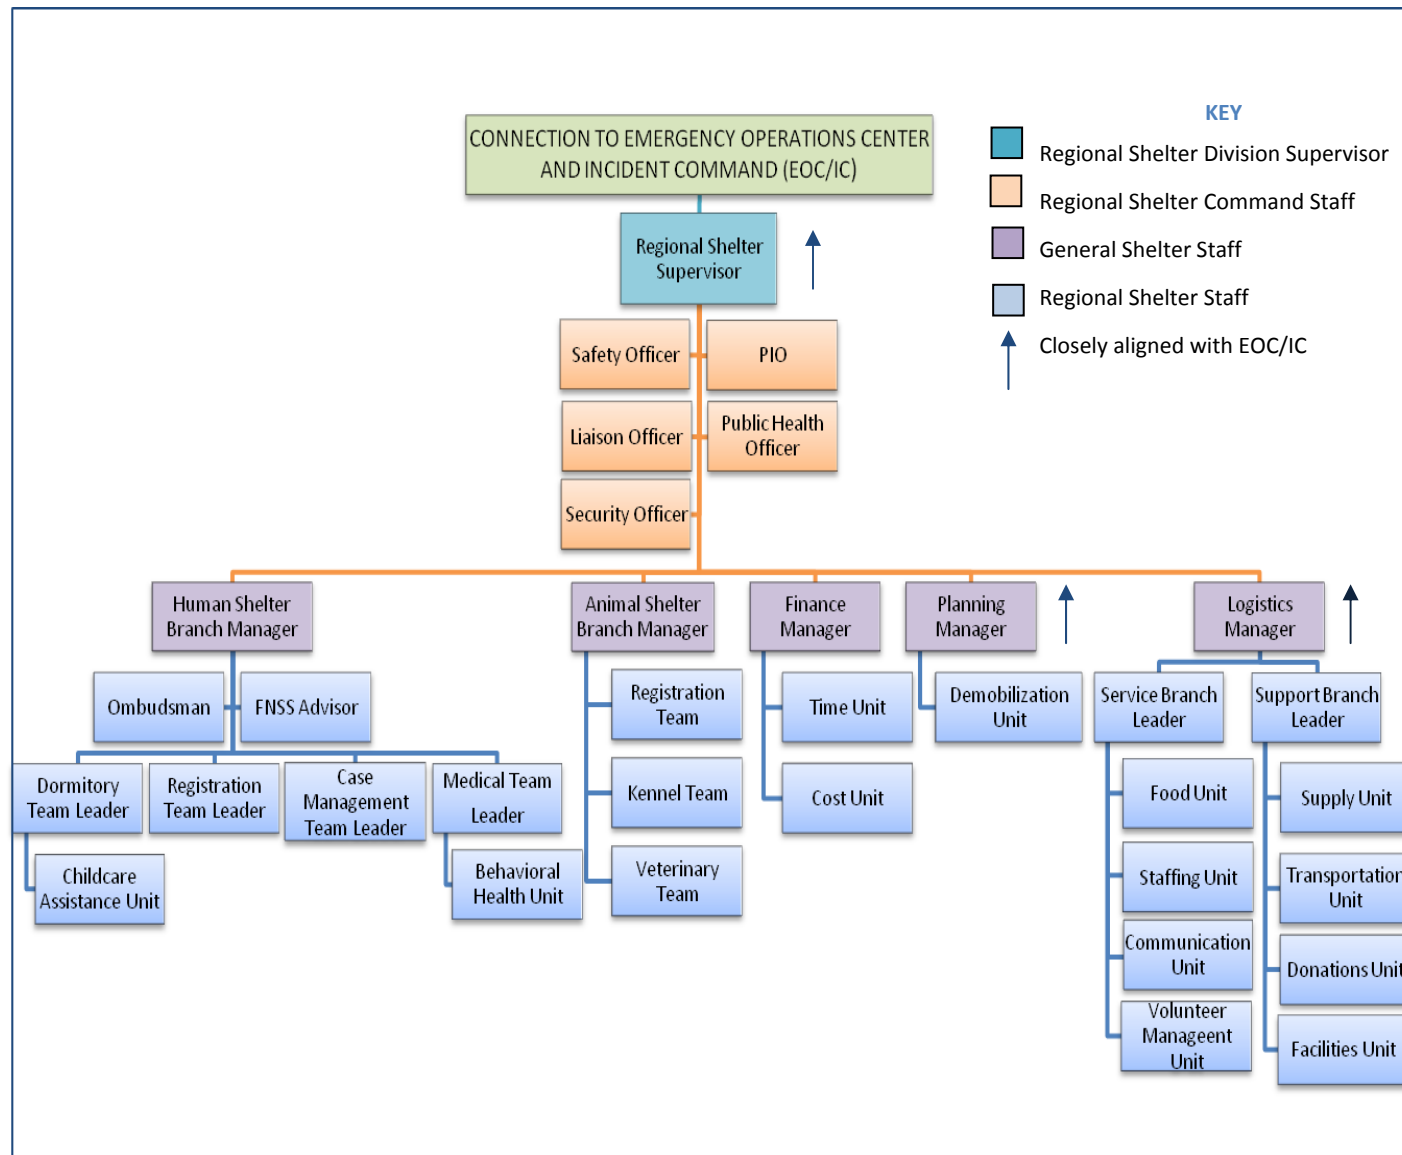 KEY
Regional Shelter Division Supervisor
Regional Shelter Command Staff
General Shelter Staff
Regional Shelter Staff
Closely aligned with EOC/IC
CONNECTION TO EMERGENCY OPERATIONS CENTER
AND INCIDENT COMMAND (EOC/IC)
Regional Shelter
Supervisor
Safety Officer
PIO
Liaison Officer
Public Health
Officer
Security Officer
Human Shelter
Branch Manager
Animal Shelter
Branch Manager
Finance
Manager
Planning
Manager
Logistics
Manager
Ombudsman
FNSS Advisor
Dormitory
Team Leader
Registration
Team Leader
Case
Management
Team Leader
Medical Team
Leader
Childcare
Assistance Unit
Behavioral
Health Unit
Registration
Team
Kennel Team
Veterinary
Team
Time Unit
Cost Unit
Demobilization
Unit
Service Branch
Leader
Support Branch
Leader
Food Unit
Staffing Unit
Communication
Unit
Volunteer
Manageent
Unit
Supply Unit
Transportation
Unit
Donations Unit
Facilities Unit